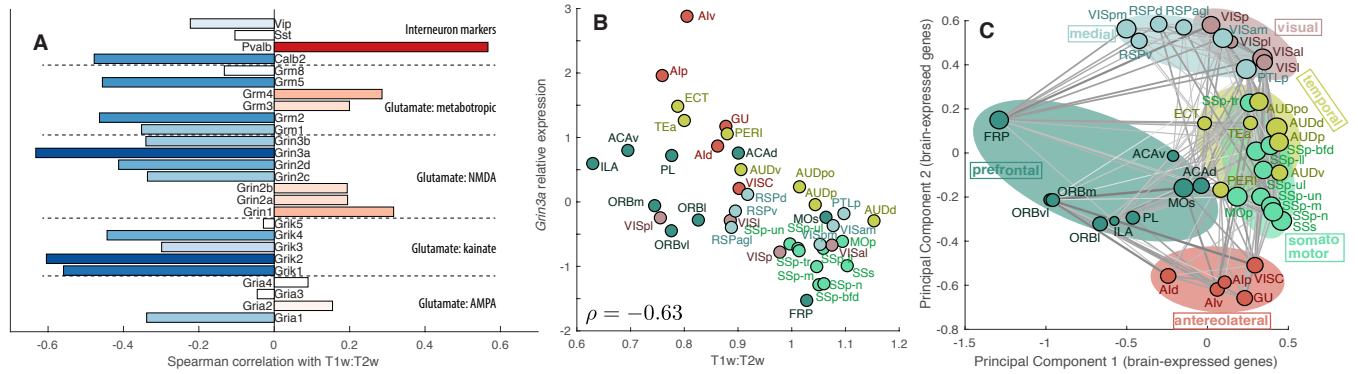 A
Vip
Sst
Pvalb
Calb2
Interneuron markers
Grm8
Grm5
Grm4
Grm3
Grm2
Grm1
Glutamate: metabotropic
Grin3b
Grin3a
Grin2d
Grin2c
Grin2b
Grin2a
Grin1
Glutamate: NMDA
Grik5
Grik4
Grik3
Grik2
Grik1
Glutamate: kainate
Gria4
Gria3
Gria2
Gria1
Glutamate: AMPA
-0.6 -0.4 -0.2 0 0.2 0.4 0.6
Spearman correlation with T1w:T2w
B
Grin3a relative expression
3
2
1
0
-1
-2
AIv
AIp
ECT
TEa
GU
PERI
ACAv
ILA
PL
AId
ACAd
AUDv
VISC
AUDpo
AUDp
AUDd
ORBm
VISpl
ORBl
ORBvl
RSPd
RSPv
VISl
RSPagl
PTLp
MOs
VISam
VISpm
SSp-un
SSp-ul
MOp
VISp
VISal
SSp-tr
SSs
SSp-m
SSp-n
SSp-bfd
FRP
ρ = −0.63
0.6 0.7 0.8 0.9 1 1.1 1.2
T1w:T2w
C
Principal Component 2 (brain-expressed genes)
0.6
0.4
0.2
0
-0.2
-0.4
-0.6
-0.8
VISpm
RSPd
RSPagl
VISp
medial
RSPv
VISam
visual
VISpl
VISal
VISl
PTLp
temporal
SSp-tr
ECT
AUDpo
FRP
TEa
AUDd
AUDp
ACAv
SSp-bfd
prefrontal
SSp-ll
ACAd
AUDv
ORBm
PERI
SSp-ul
ORBvl
MOs
SSp-un
PL
MOp
SSp-m
ORBl
ILA
SSp-n
SSs
somato
motor
VISC
AId
AIp
AIv
GU
antereolateral
-1.5 -1 -0.5 0 0.5
Principal Component 1 (brain-expressed genes)